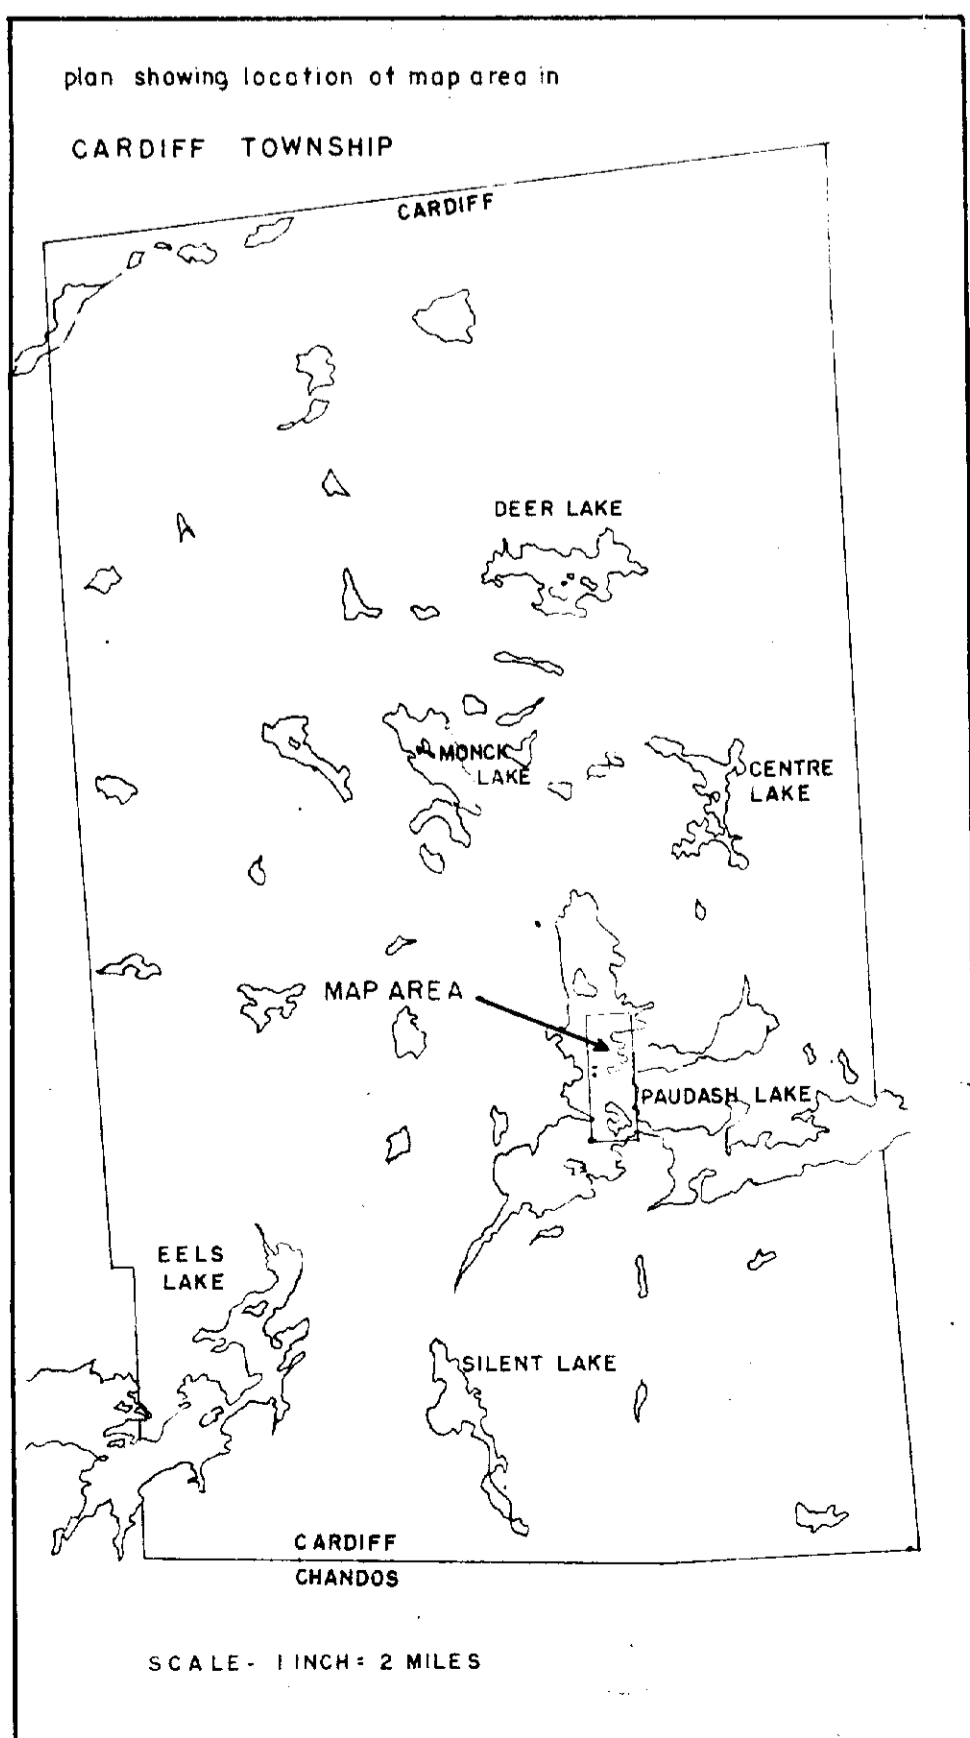 plan showing location of map area in
CARDIFF TOWNSHIP
CARDIFF
DEER LAKE
MONCK
LAKE
CENTRE
LAKE
MAP AREA
PAUDASH LAKE
EELS
LAKE
SILENT LAKE
CARDIFF
CHANDOS
SCALE- 1 INCH= 2 MILES